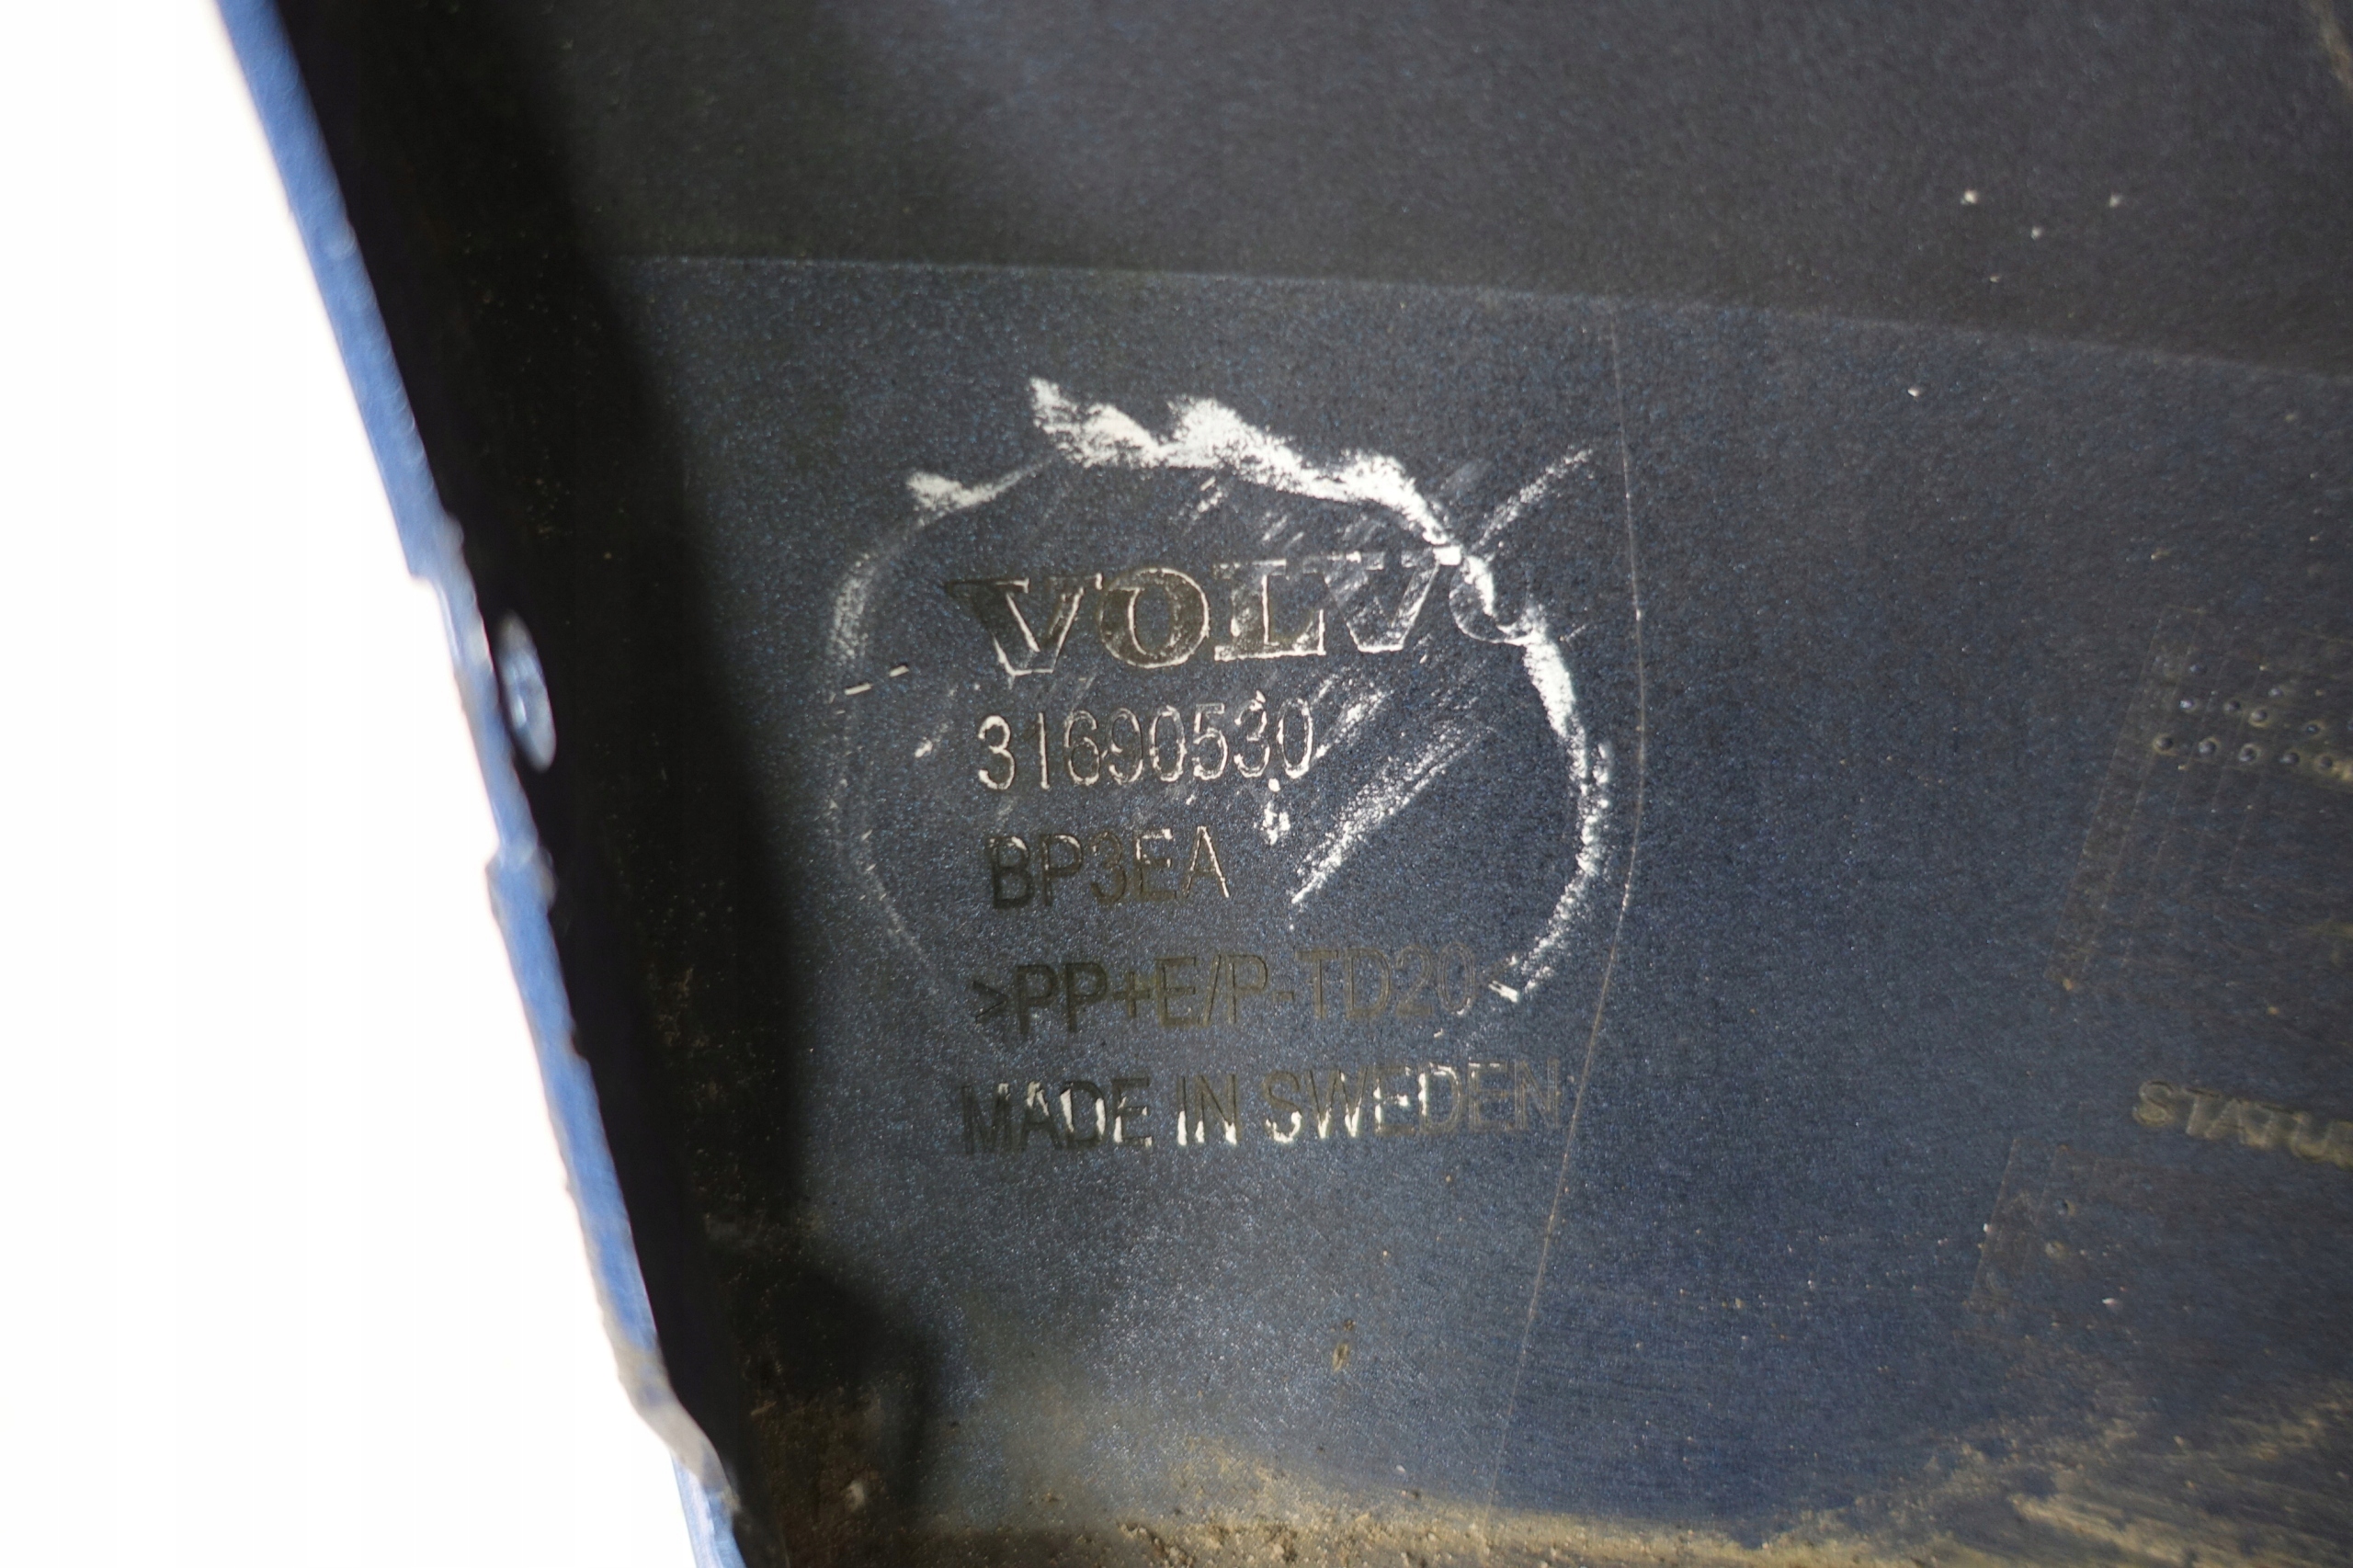 VOLVO
31690530
BP3EA
>PP+E/P-TD20<
MADE IN SWEDEN